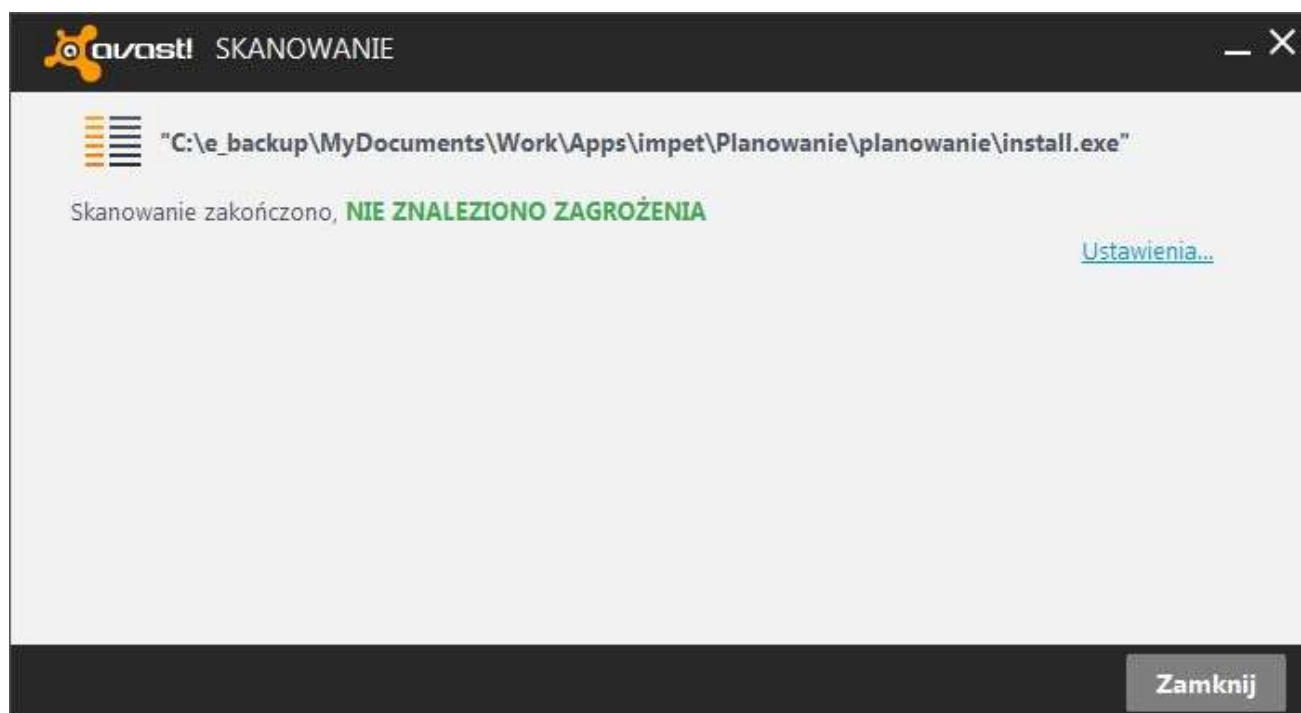 avast! SKANOWANIE
"C:\e_backup\MyDocuments\Work\Apps\impet\Planowanie\planowanie\install.exe"
Skanowanie zakończono, NIE ZNALEZIONO ZAGROŻENIA
Ustawienia...
Zamknij